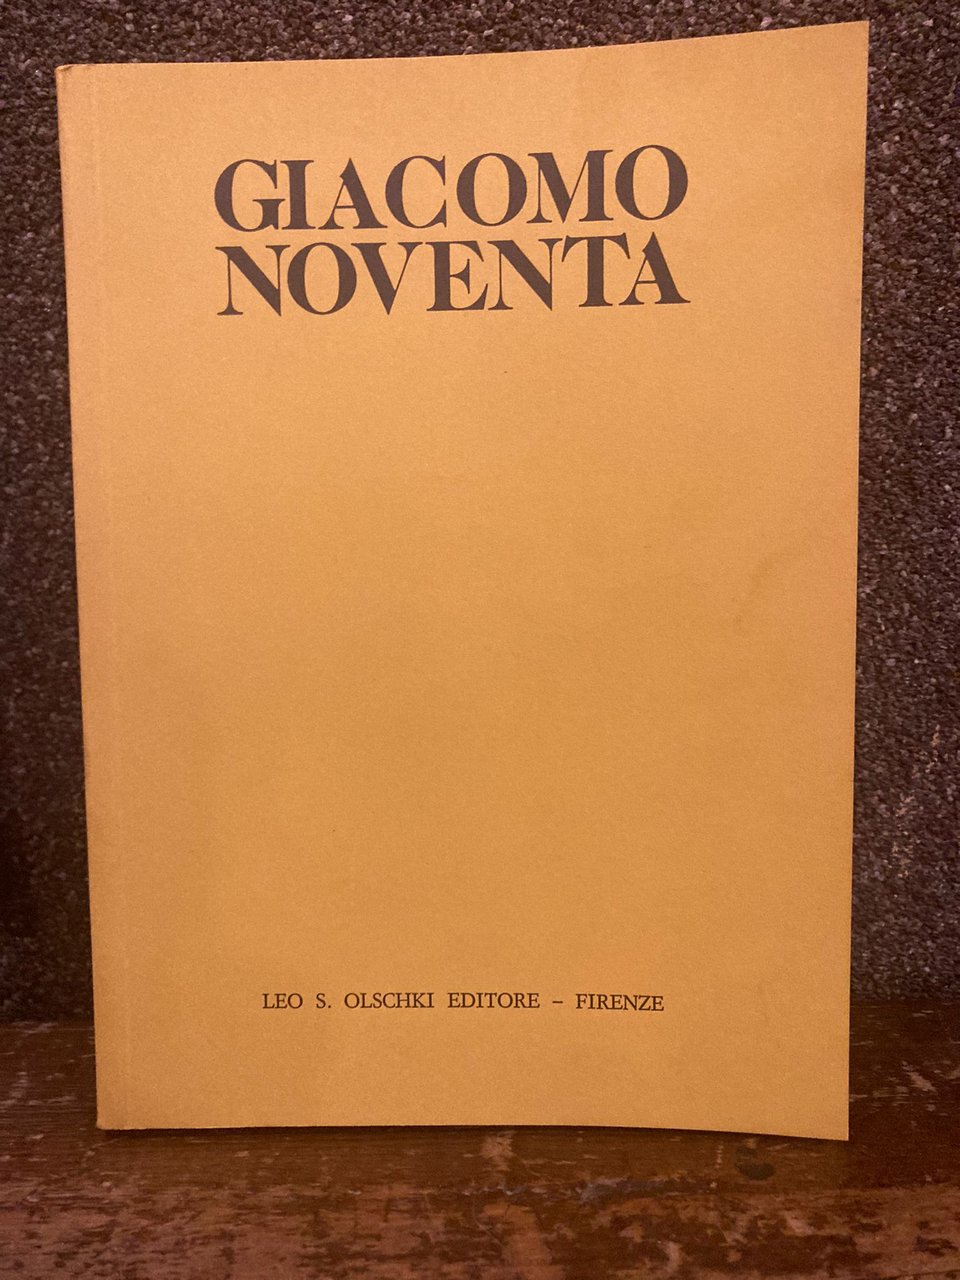 GIACOMO
NOVENTA
LEO S. OLSCHKI EDITORE – FIRENZE